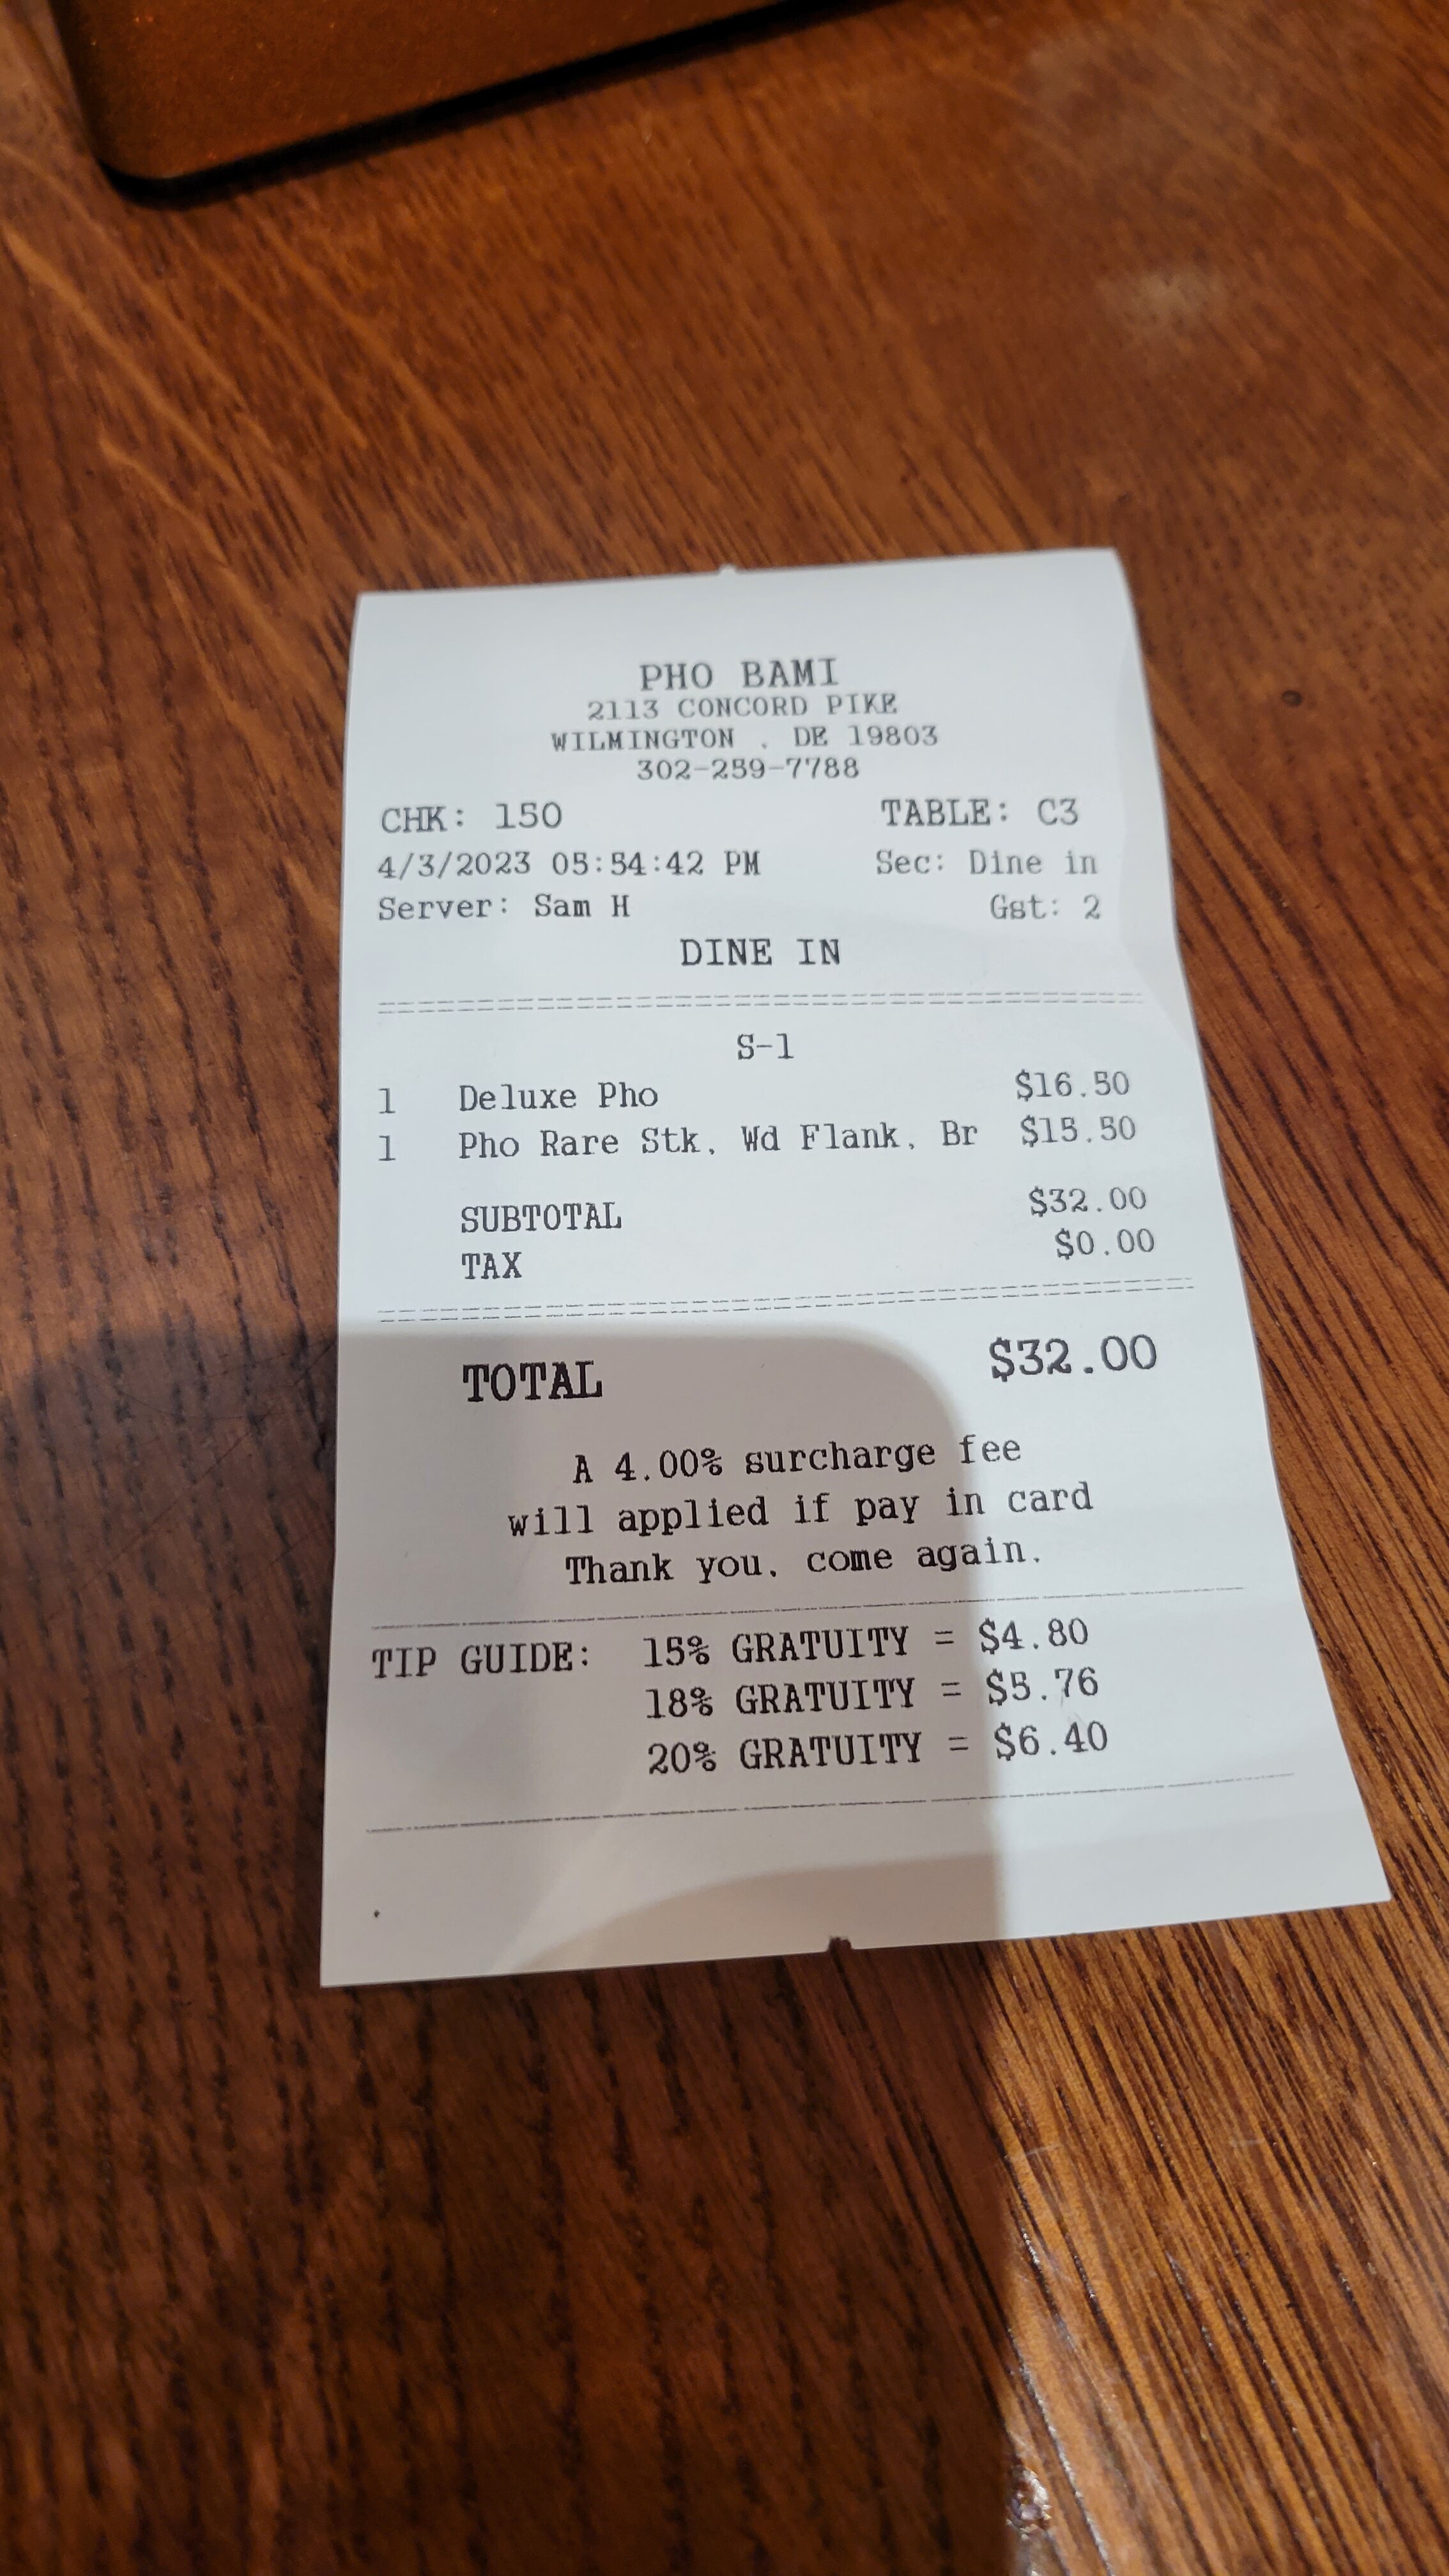 PHO BAMI
2113 CONCORD PIKE
WILMINGTON , DE 19803
302-259-7788
CHK: 150 TABLE: C3
4/3/2023 05:54:42 PM Sec: Dine in
Server: Sam H Gst: 2
DINE IN
S-1
1 Deluxe Pho $16.50
1 Pho Rare Stk, Wd Flank, Br $15.50
SUBTOTAL $32.00
TAX $0.00
TOTAL $32.00
A 4.00% surcharge fee
will applied if pay in card
Thank you, come again.
TIP GUIDE: 15% GRATUITY = $4.80
18% GRATUITY = $5.76
20% GRATUITY = $6.40